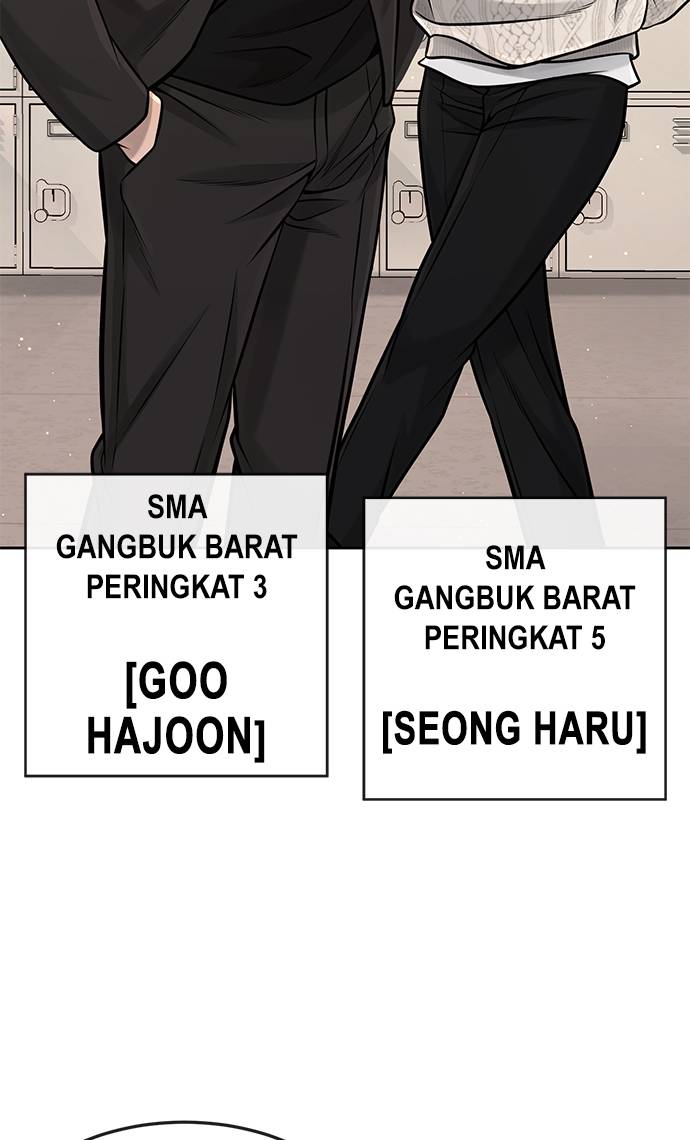 SMA
GANGBUK BARAT
PERINGKAT 3
[GOO
HAJOON]
SMA
GANGBUK BARAT
PERINGKAT 5
[SEONG HARU]